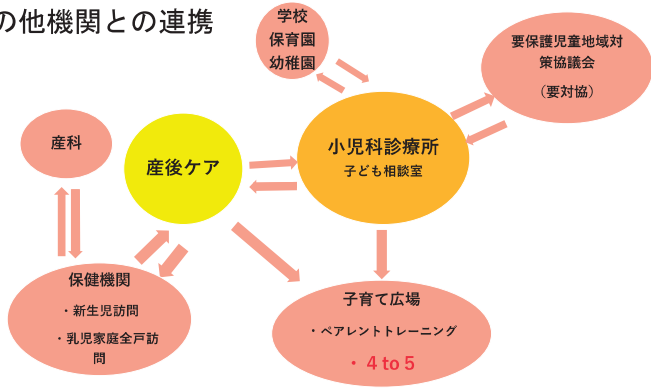 の他機関との連携
学校
保育園
幼稚園
要保護児童地域対
策協議会
（要対協）
産科
産後ケア
小児科診療所
子ども相談室
保健機関
・新生児訪問
・乳児家庭全戸訪
問
子育て広場
・ペアレントトレーニング
・ 4 to 5